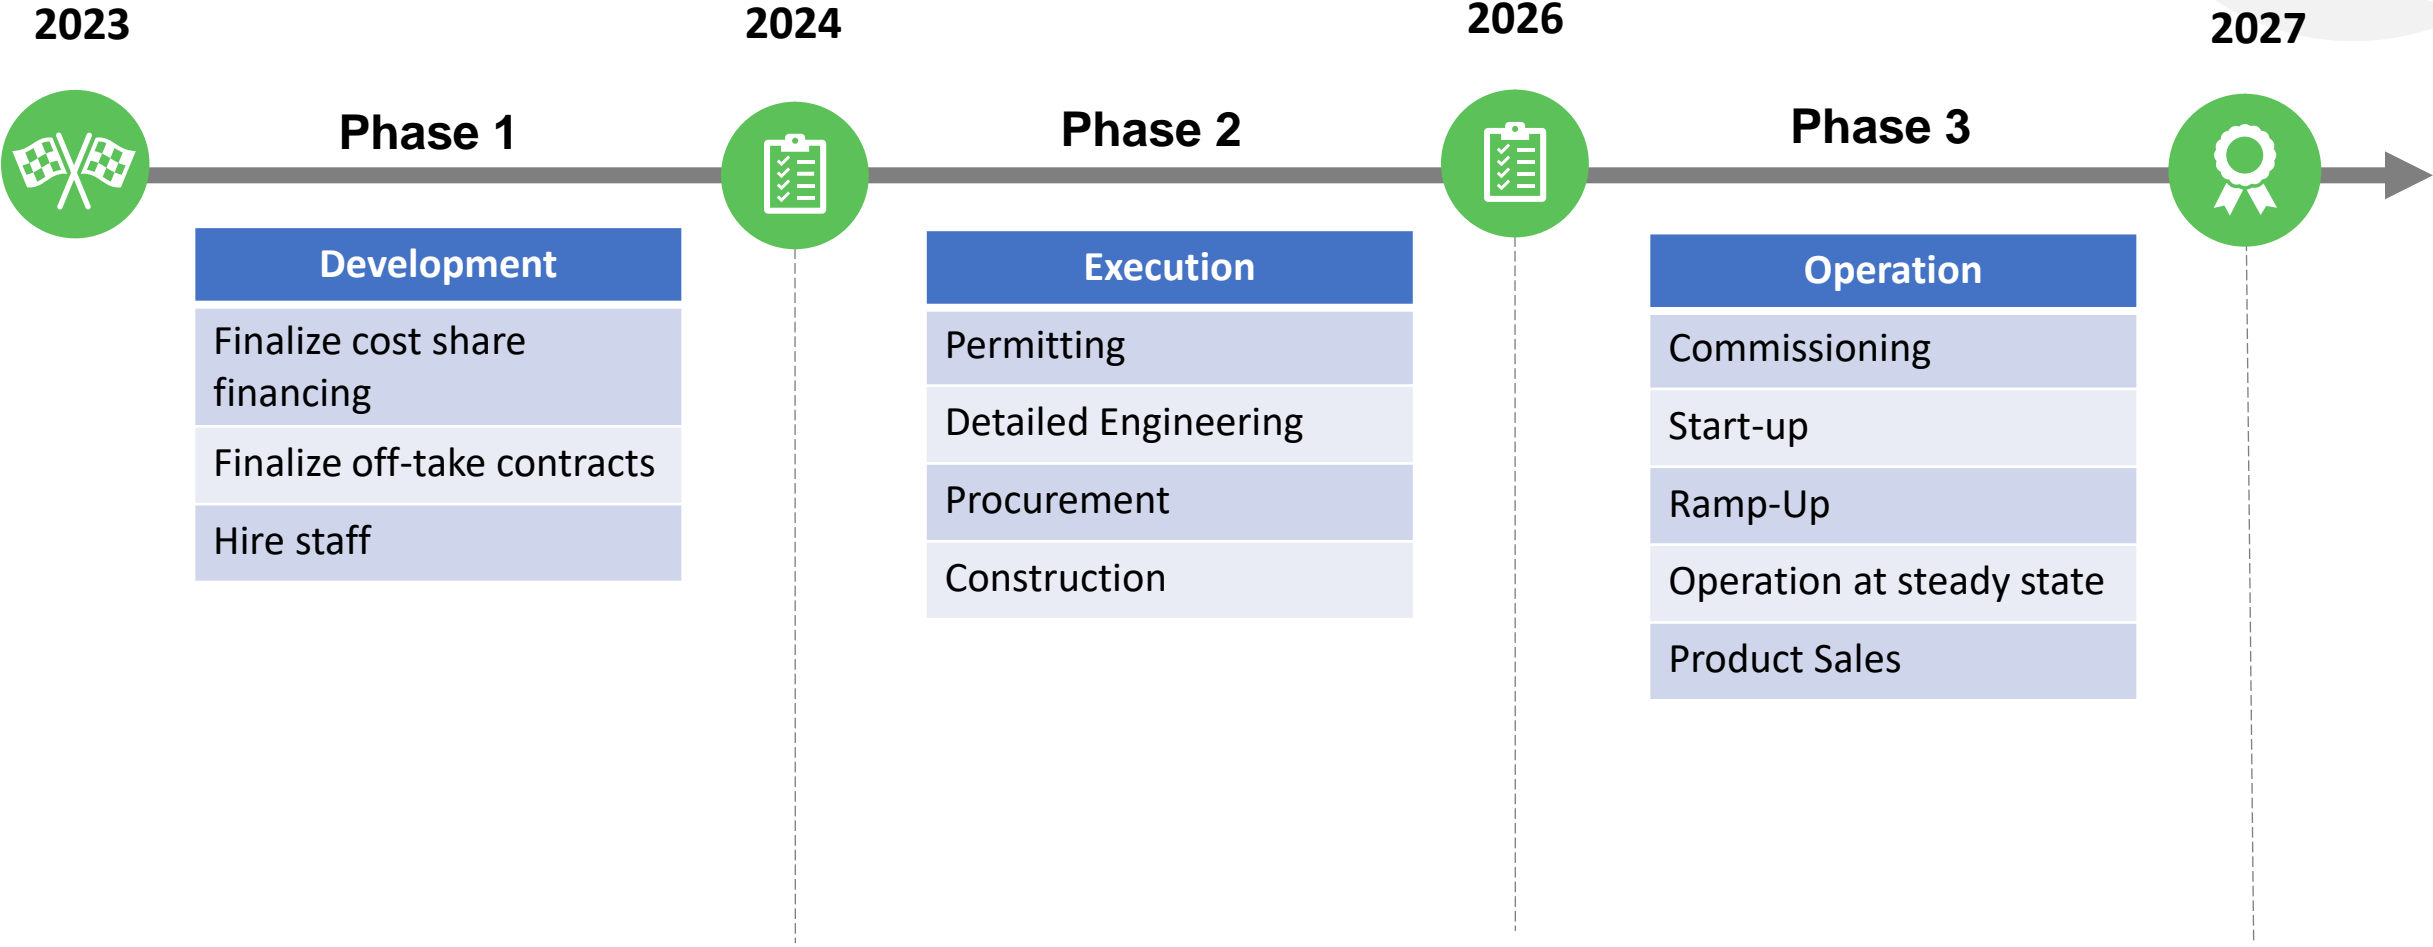 2023
2024
2026
2027
Phase 1
Phase 2
Phase 3
Development
Finalize cost share
financing
Finalize off-take contracts
Hire staff
Execution
Permitting
Detailed Engineering
Procurement
Construction
Operation
Commissioning
Start-up
Ramp-Up
Operation at steady state
Product Sales